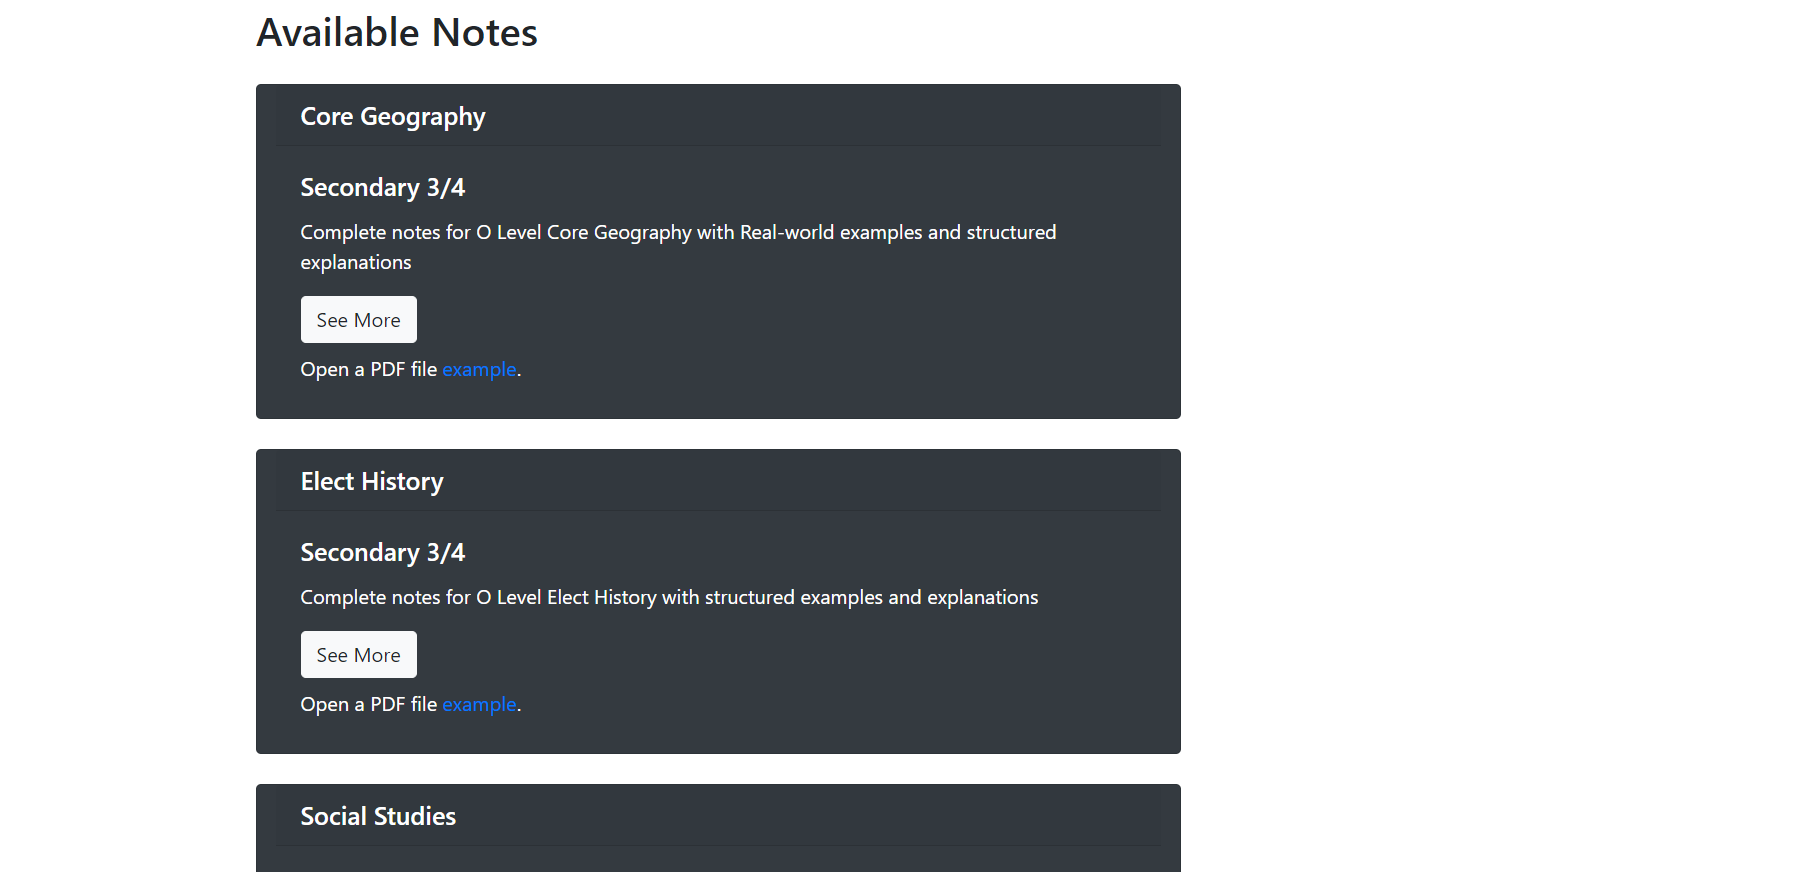 Available Notes
Core Geography
Secondary 3/4
Complete notes for O Level Core Geography with Real-world examples and structured
explanations
See More
Open a PDF file example.
Elect History
Secondary 3/4
Complete notes for O Level Elect History with structured examples and explanations
See More
Open a PDF file example.
Social Studies